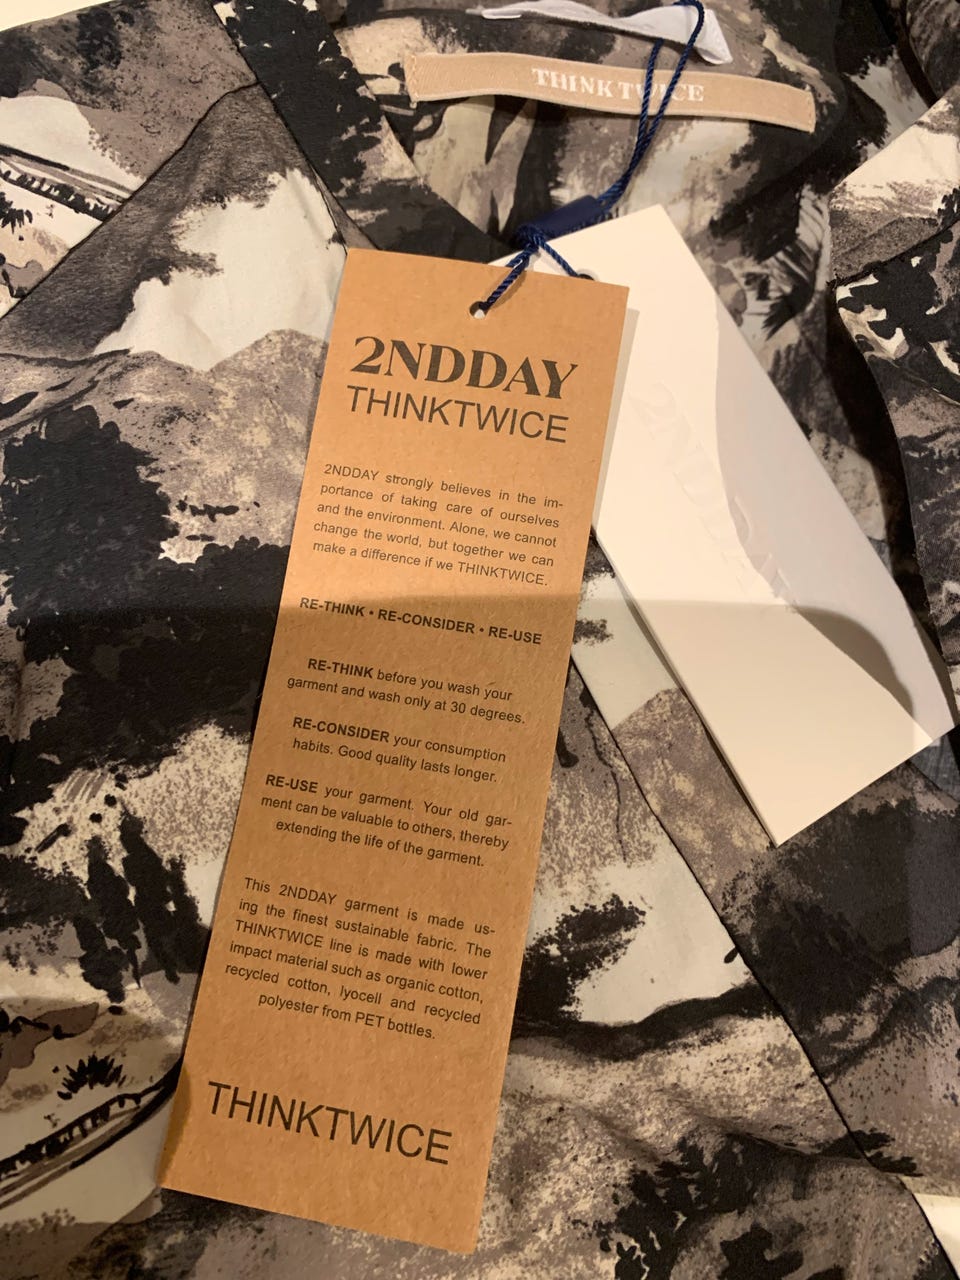 THINK TWICE
2NDDAY
THINKTWICE
2NDDAY strongly believes in the im-
portance of taking care of ourselves
and the environment. Alone, we cannot
change the world, but together we can
make a difference if we THINKTWICE.
RE-THINK • RE-CONSIDER • RE-USE
RE-THINK before you wash your
garment and wash only at 30 degrees.
RE-CONSIDER your consumption
habits. Good quality lasts longer.
RE-USE your garment. Your old gar-
ment can be valuable to others, thereby
extending the life of the garment.
This 2NDDAY garment is made us-
ing the finest sustainable fabric. The
THINKTWICE line is made with lower
impact material such as organic cotton,
recycled cotton, lyocell and recycled
polyester from PET bottles.
THINKTWICE
2NDDAY